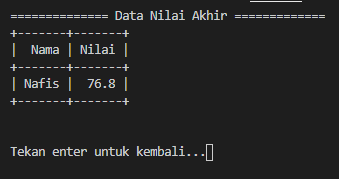 ============== Data Nilai Akhir =============
+-------+-------+
|  Nama | Nilai |
+-------+-------+
| Nafis |  76.8 |
+-------+-------+
Tekan enter untuk kembali...